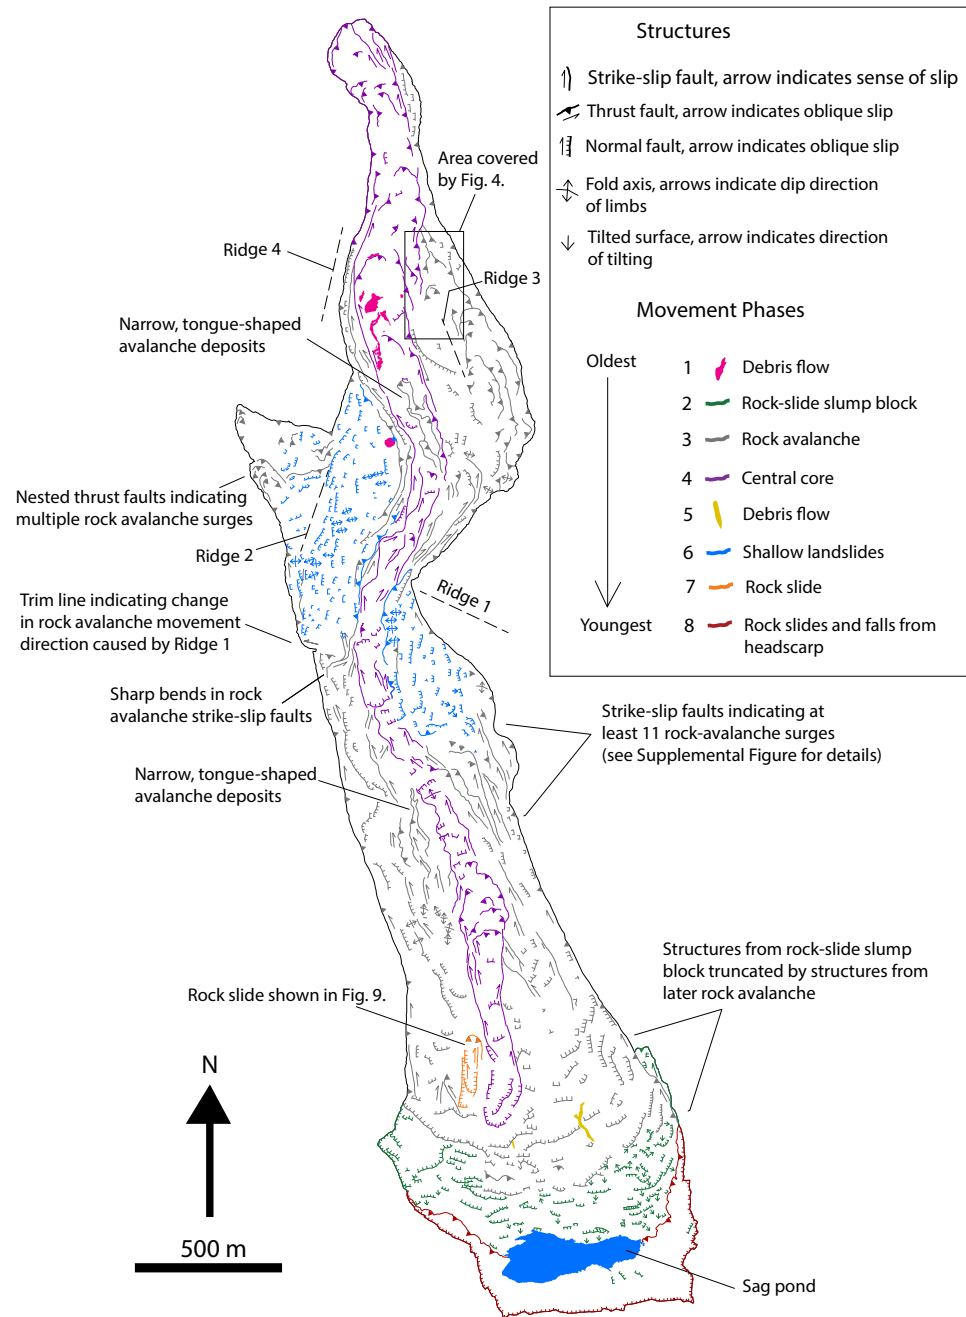 Structures
Strike-slip fault, arrow indicates sense of slip
Thrust fault, arrow indicates oblique slip
Normal fault, arrow indicates oblique slip
Fold axis, arrows indicate dip direction
of limbs
Tilted surface, arrow indicates direction
of tilting
Movement Phases
Oldest
1 Debris flow
2 Rock-slide slump block
3 Rock avalanche
4 Central core
5 Debris flow
6 Shallow landslides
7 Rock slide
Youngest
8 Rock slides and falls from
headscarp
Area covered
by Fig. 4.
Ridge 4
Ridge 3
Narrow, tongue-shaped
avalanche deposits
Nested thrust faults indicating
multiple rock avalanche surges
Ridge 2
Ridge 1
Trim line indicating change
in rock avalanche movement
direction caused by Ridge 1
Sharp bends in rock
avalanche strike-slip faults
Strike-slip faults indicating at
least 11 rock-avalanche surges
(see Supplemental Figure for details)
Narrow, tongue-shaped
avalanche deposits
Structures from rock-slide slump
block truncated by structures from
later rock avalanche
Rock slide shown in Fig. 9.
N
500 m
Sag pond